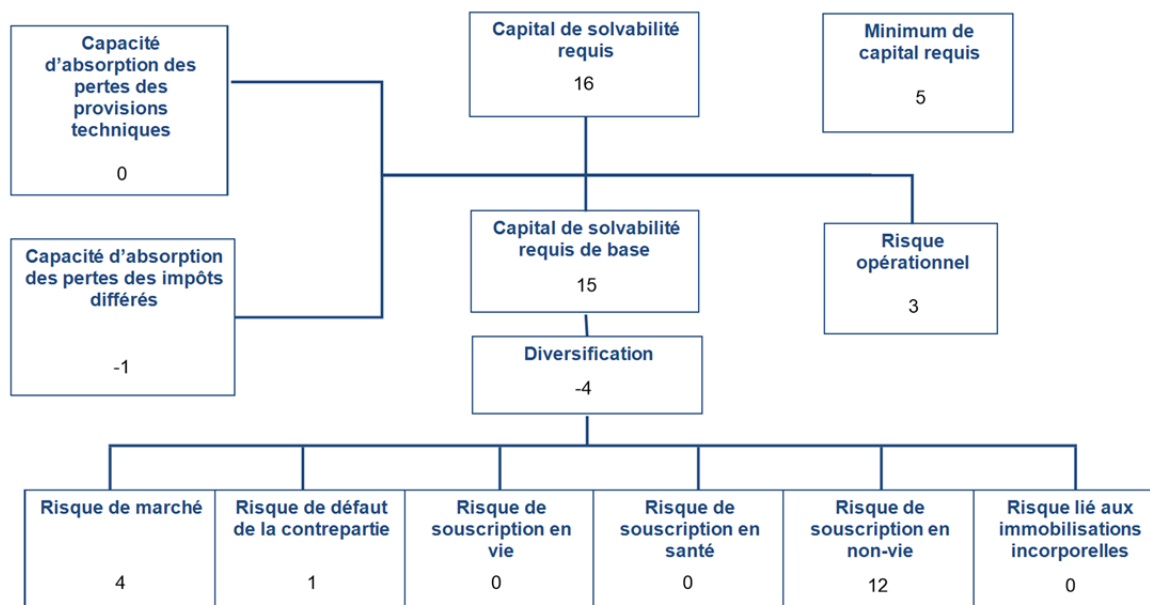 Capacité
d'absorption des
pertes des
provisions
techniques
0
Capital de solvabilité
requis
16
Minimum de
capital requis
5
Capacité d'absorption
des pertes des impôts
différés
-1
Capital de solvabilité
requis de base
15
Risque
opérationnel
3
Diversification
-4
Risque de marché
4
Risque de défaut
de la contrepartie
1
Risque de
souscription en
vie
0
Risque de
souscription en
santé
0
Risque de
souscription en
non-vie
12
Risque lié aux
immobilisations
incorporelles
0